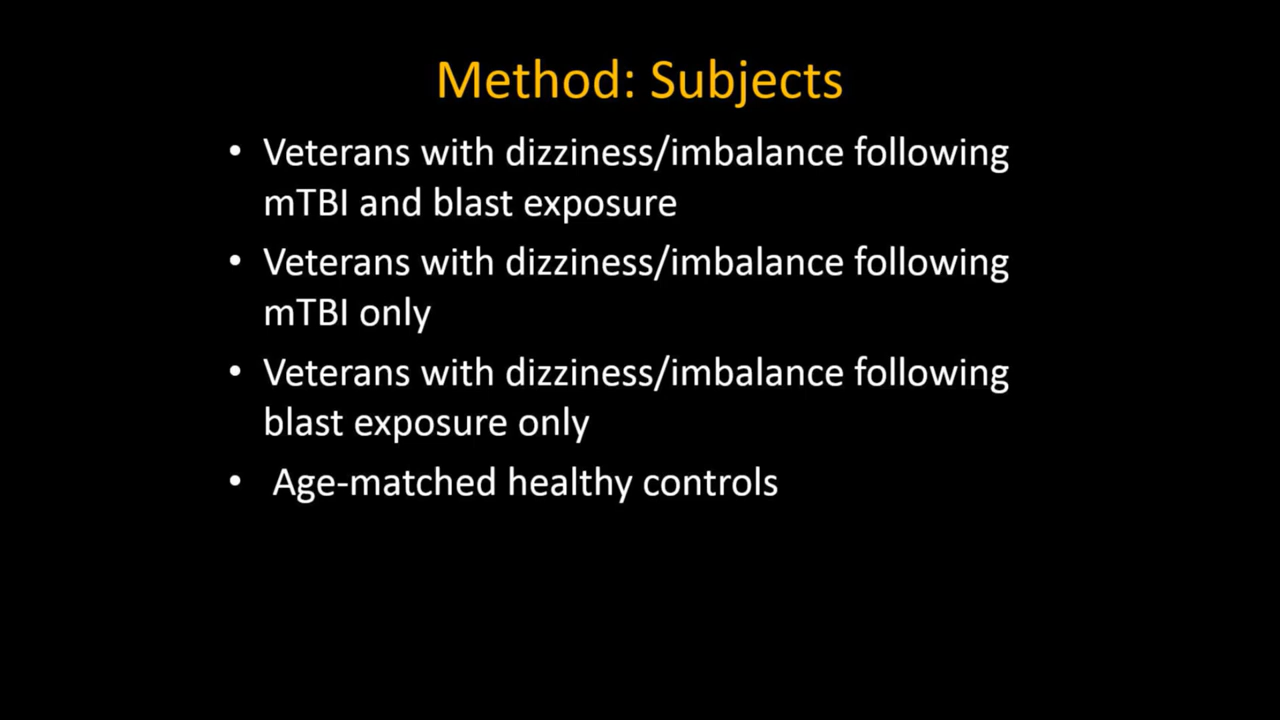 Method: Subjects
• Veterans with dizziness/imbalance following
mTBI and blast exposure
• Veterans with dizziness/imbalance following
mTBI only
• Veterans with dizziness/imbalance following
blast exposure only
• Age-matched healthy controls